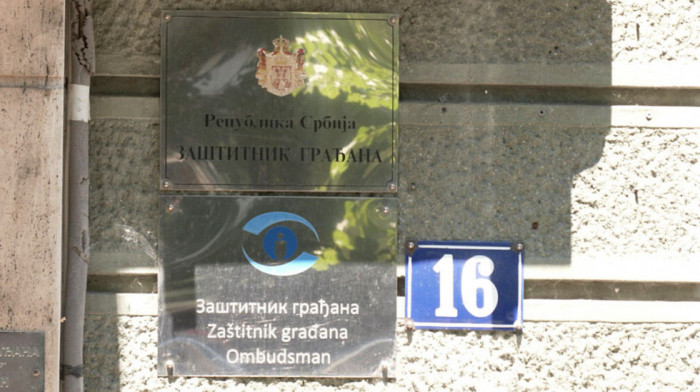 Република Србија
ЗАШТИТНИК ГРАЂАНА
Заштитник грађана
Zaštitnik građana
Ombudsman
16